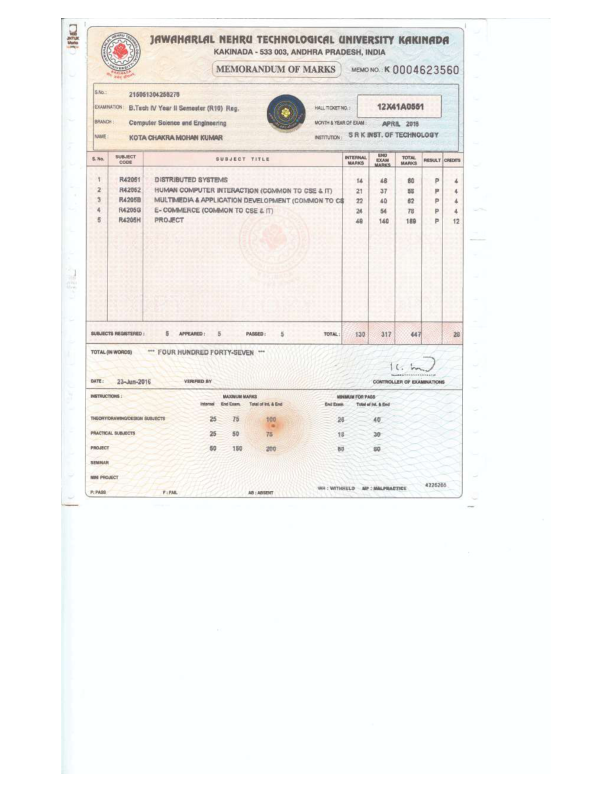 JAWAHARLAL NEHRU TECHNOLOGICAL UNIVERSITY KAKINADA
KAKINADA - 533 003, ANDHRA PRADESH, INDIA
MEMORANDUM OF MARKS MEMO NO. K 0004623560
S.No. :
EXAMINATION : B.Tech IV Year II Semester (R10) Reg. HALL TICKET NO. : 12X41A0551
BRANCH : Computer Science and Engineering MONTH & YEAR OF EXAM : APRIL 2016
NAME : KOTA CHAKRA MOHAN KUMAR INSTITUTION : S R K INST. OF TECHNOLOGY
S. No. SUBJECT CODE SUBJECT TITLE INTERNAL MARKS END EXAM MARKS TOTAL MARKS RESULT CREDITS
1 R42051 DISTRIBUTED SYSTEMS 14 46 60 P 4
2 R42052 HUMAN COMPUTER INTERACTION (COMMON TO CSE & IT) 21 37 58 P 4
3 R4205B MULTIMEDIA & APPLICATION DEVELOPMENT (COMMON TO CS 22 40 62 P 4
4 R4205G E- COMMERCE (COMMON TO CSE & IT) 24 54 78 P 4
5 R4205H PROJECT 49 140 189 P 12
SUBJECTS REGISTERED : 5 APPEARED : 5 PASSED : 5 TOTAL : 130 317 447 28
TOTAL (IN WORDS) *** FOUR HUNDRED FORTY-SEVEN ***
DATE : 23-Jun-2016 VERIFIED BY CONTROLLER OF EXAMINATIONS
INSTRUCTIONS : MAXIMUM MARKS MINIMUM FOR PASS
Internal End Exam. Total of Int. & End End Exam. Total of Int. & End
THEORY/DRAWING/DESIGN SUBJECTS 25 75 100 26 40
PRACTICAL SUBJECTS 25 50 75 18 30
PROJECT 50 150 200 60 80
SEMINAR
MINI PROJECT
P: PASS F : FAIL AB : ABSENT WH : WITHHELD MP : MALPRACTICE